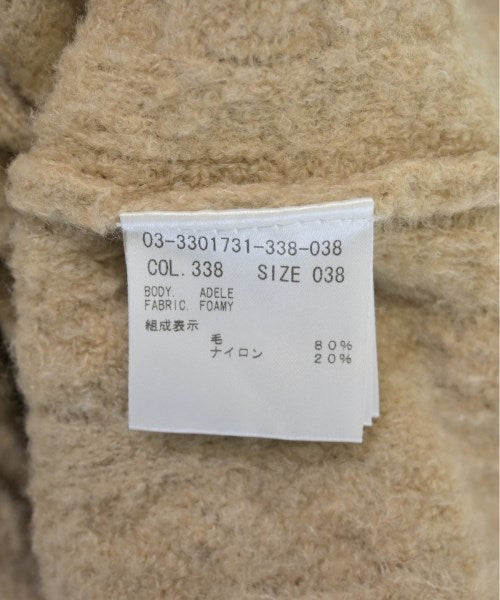 03-3301731-338-038
COL.338 SIZE 038
BODY. ADELE
FABRIC. FOAMY
組成表示
毛 80%
ナイロン 20%